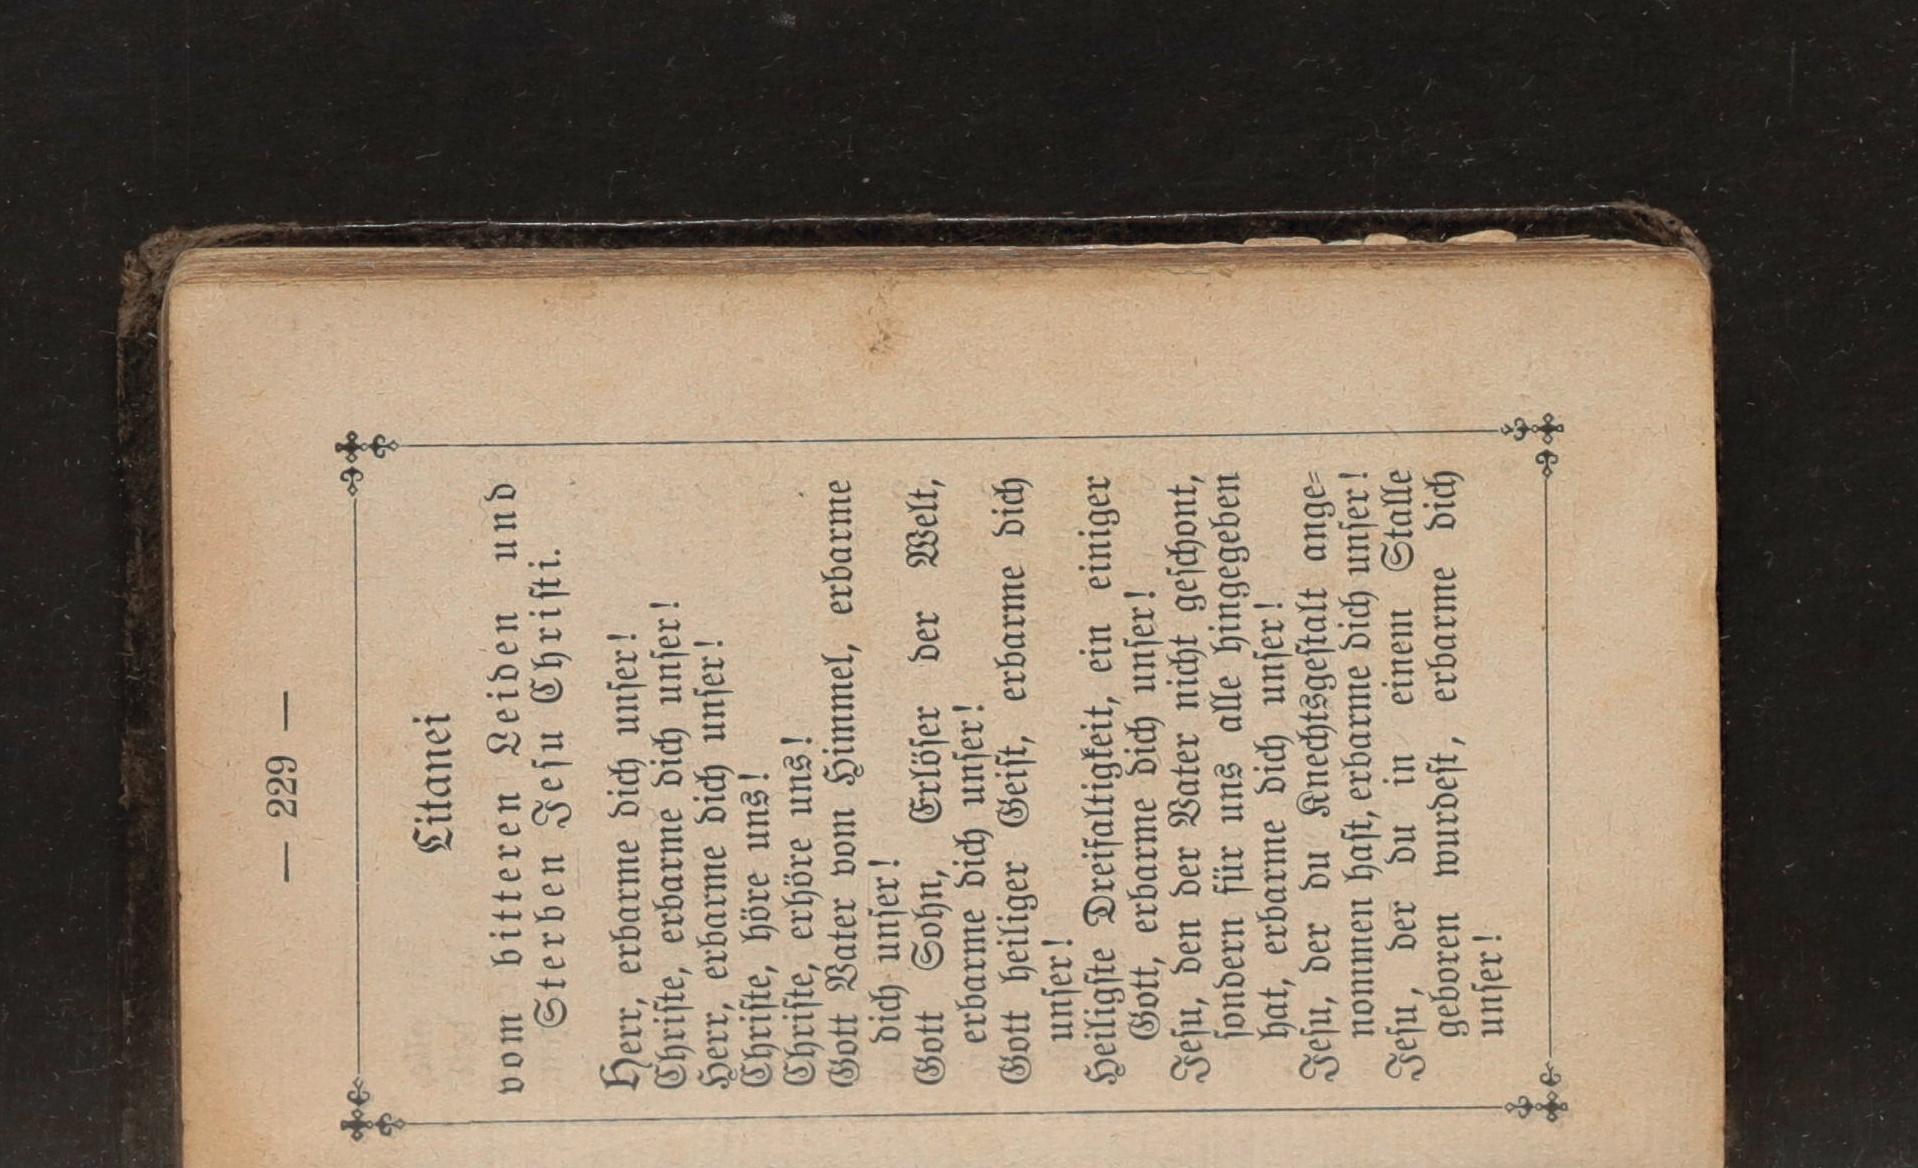 — 229 —
Litanei
vom bitteren Leiden und
Sterben Jesu Christi.
Herr, erbarme dich unser!
Christe, erbarme dich unser!
Herr, erbarme dich unser!
Christe, höre uns!
Christe, erhöre uns!
Gott Vater vom Himmel, erbarme
dich unser!
Gott Sohn, Erlöser der Welt,
erbarme dich unser!
Gott heiliger Geist, erbarme dich
unser!
Heiligste Dreifaltigkeit, ein einiger
Gott, erbarme dich unser!
Jesu, den der Vater nicht geschont,
sondern für uns alle hingegeben
hat, erbarme dich unser!
Jesu, der du Knechtsgestalt ange-
nommen hast, erbarme dich unser!
Jesu, der du in einem Stalle
geboren wurdest, erbarme dich
unser!